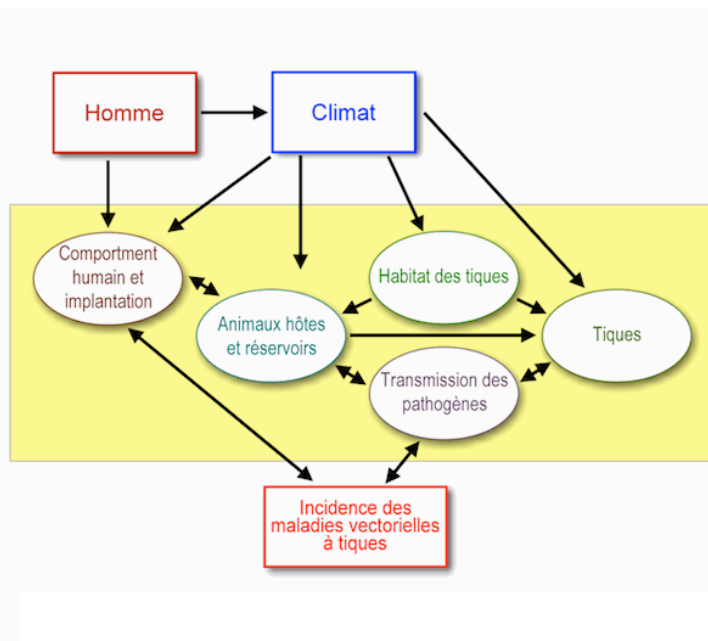 Homme
Climat
Comportment
humain et
implantation
Habitat des tiques
Animaux hôtes
et réservoirs
Tiques
Transmission des
pathogènes
Incidence des
maladies vectorielles
à tiques